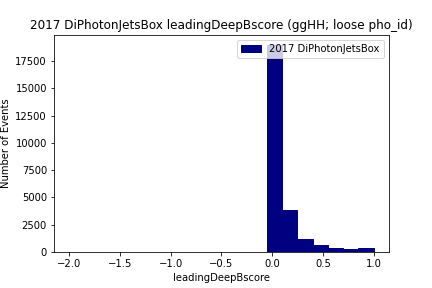 2017 DiPhotonJetsBox leadingDeepBscore (ggHH; loose pho_id)
2017 DiPhotonJetsBox
Number of Events
17500
15000
12500
10000
7500
5000
2500
0
-2.0 -1.5 -1.0 -0.5 0.0 0.5 1.0
leadingDeepBscore